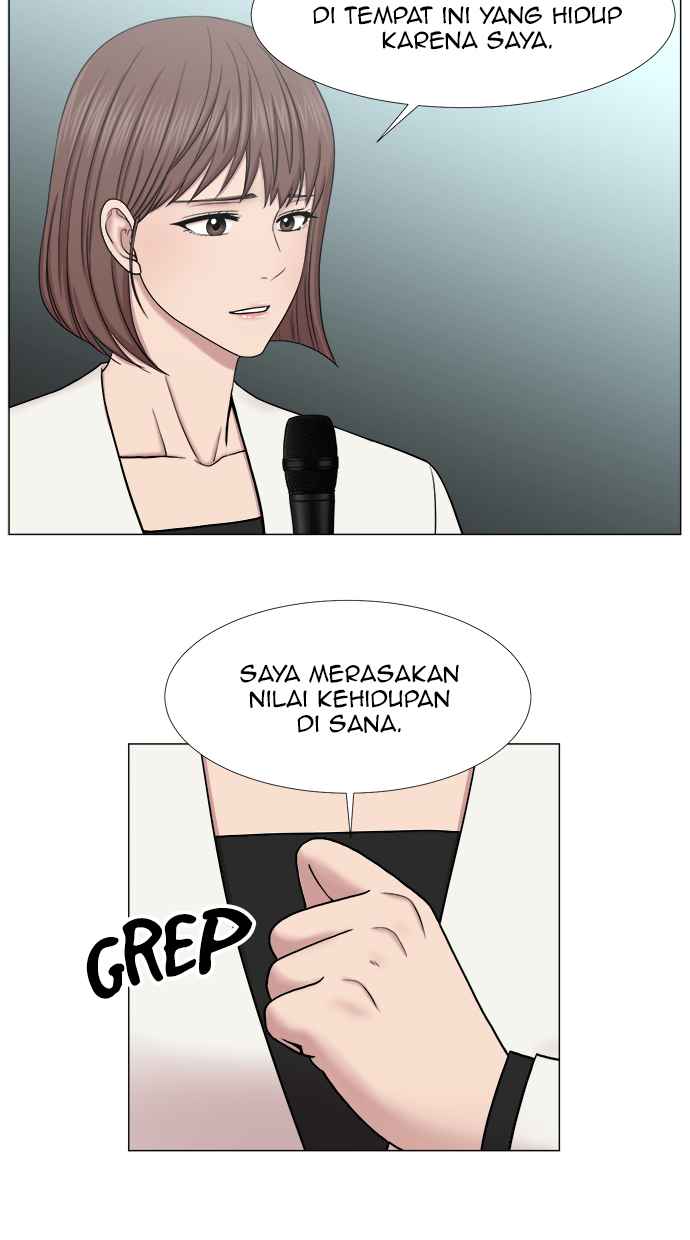 DI TEMPAT INI YANG HIDUP
KARENA SAYA.
SAYA MERASAKAN
NILAI KEHIDUPAN
DI SANA.
GREP